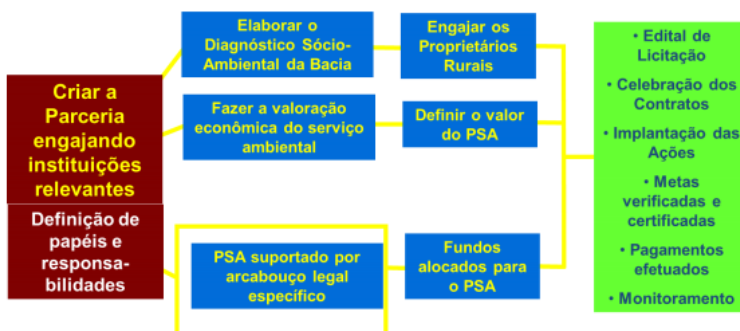 Criar a
Parceria
engajando
instituições
relevantes
Definição de
papéis e
responsa-
bilidades
Elaborar o
Diagnóstico Sócio-
Ambiental da Bacia
Engajar os
Proprietários
Rurais
Fazer a valoração
econômica do serviço
ambiental
Definir o valor
do PSA
PSA suportado por
arcabouço legal
específico
Fundos
alocados para
o PSA
• Edital de
Licitação
• Celebração dos
Contratos
• Implantação das
Ações
• Metas
verificadas e
certificadas
• Pagamentos
efetuados
• Monitoramento